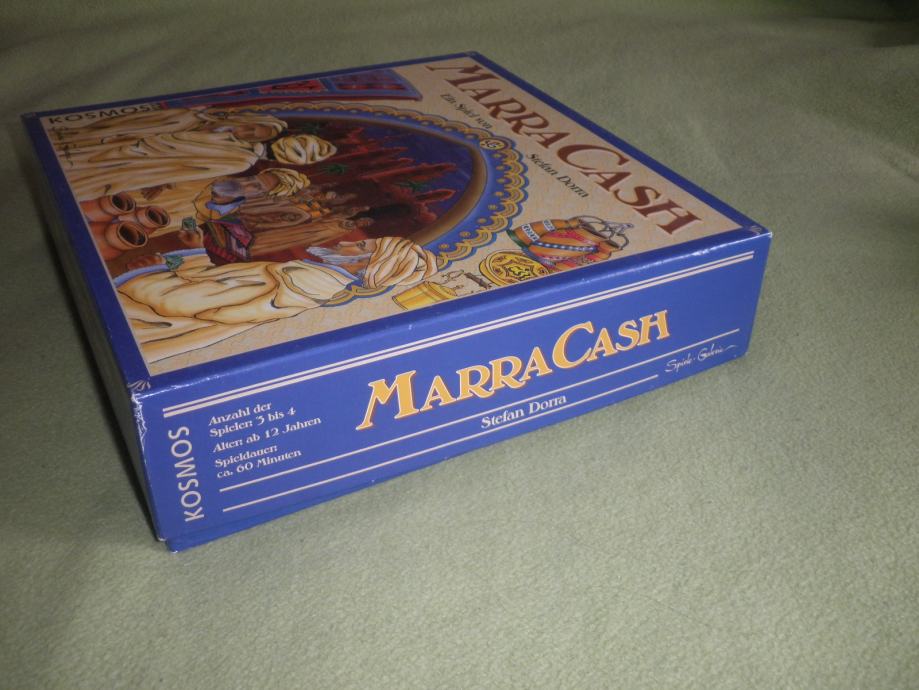 KOSMOS
MARRACASH
Ein Spiel von
Stefan Dorra
KOSMOS
Anzahl der
Spieler: 3 bis 4
Alter: ab 12 Jahren
Spieldauer:
ca. 60 Minuten
MARRACASH
Stefan Dorra
Spiele-Galerie